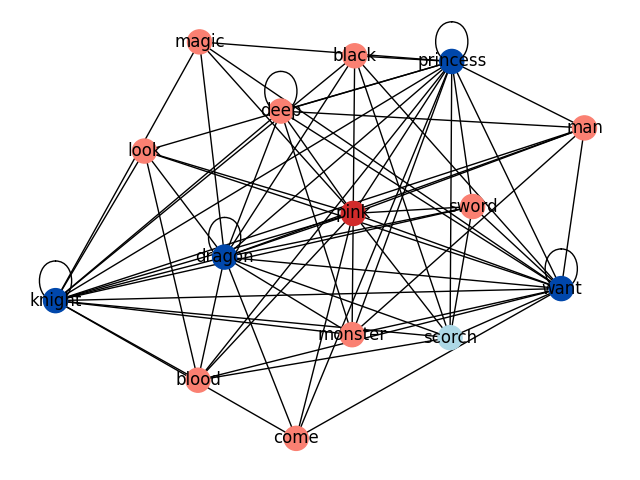 magic
black
princess
deep
man
look
sword
pink
dragon
want
knight
monster
scorch
blood
come